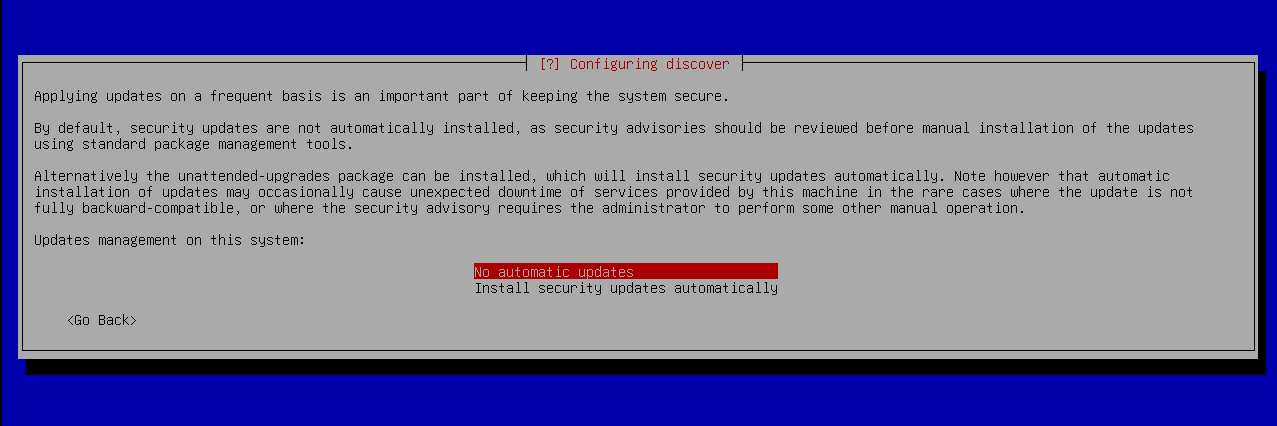 [?] Configuring discover
Applying updates on a frequent basis is an important part of keeping the system secure.
By default, security updates are not automatically installed, as security advisories should be reviewed before manual installation of the updates
using standard package management tools.
Alternatively the unattended-upgrades package can be installed, which will install security updates automatically. Note however that automatic
installation of updates may occasionally cause unexpected downtime of services provided by this machine in the rare cases where the update is not
fully backward-compatible, or where the security advisory requires the administrator to perform some other manual operation.
Updates management on this system:
No automatic updates
Install security updates automatically
<Go Back>